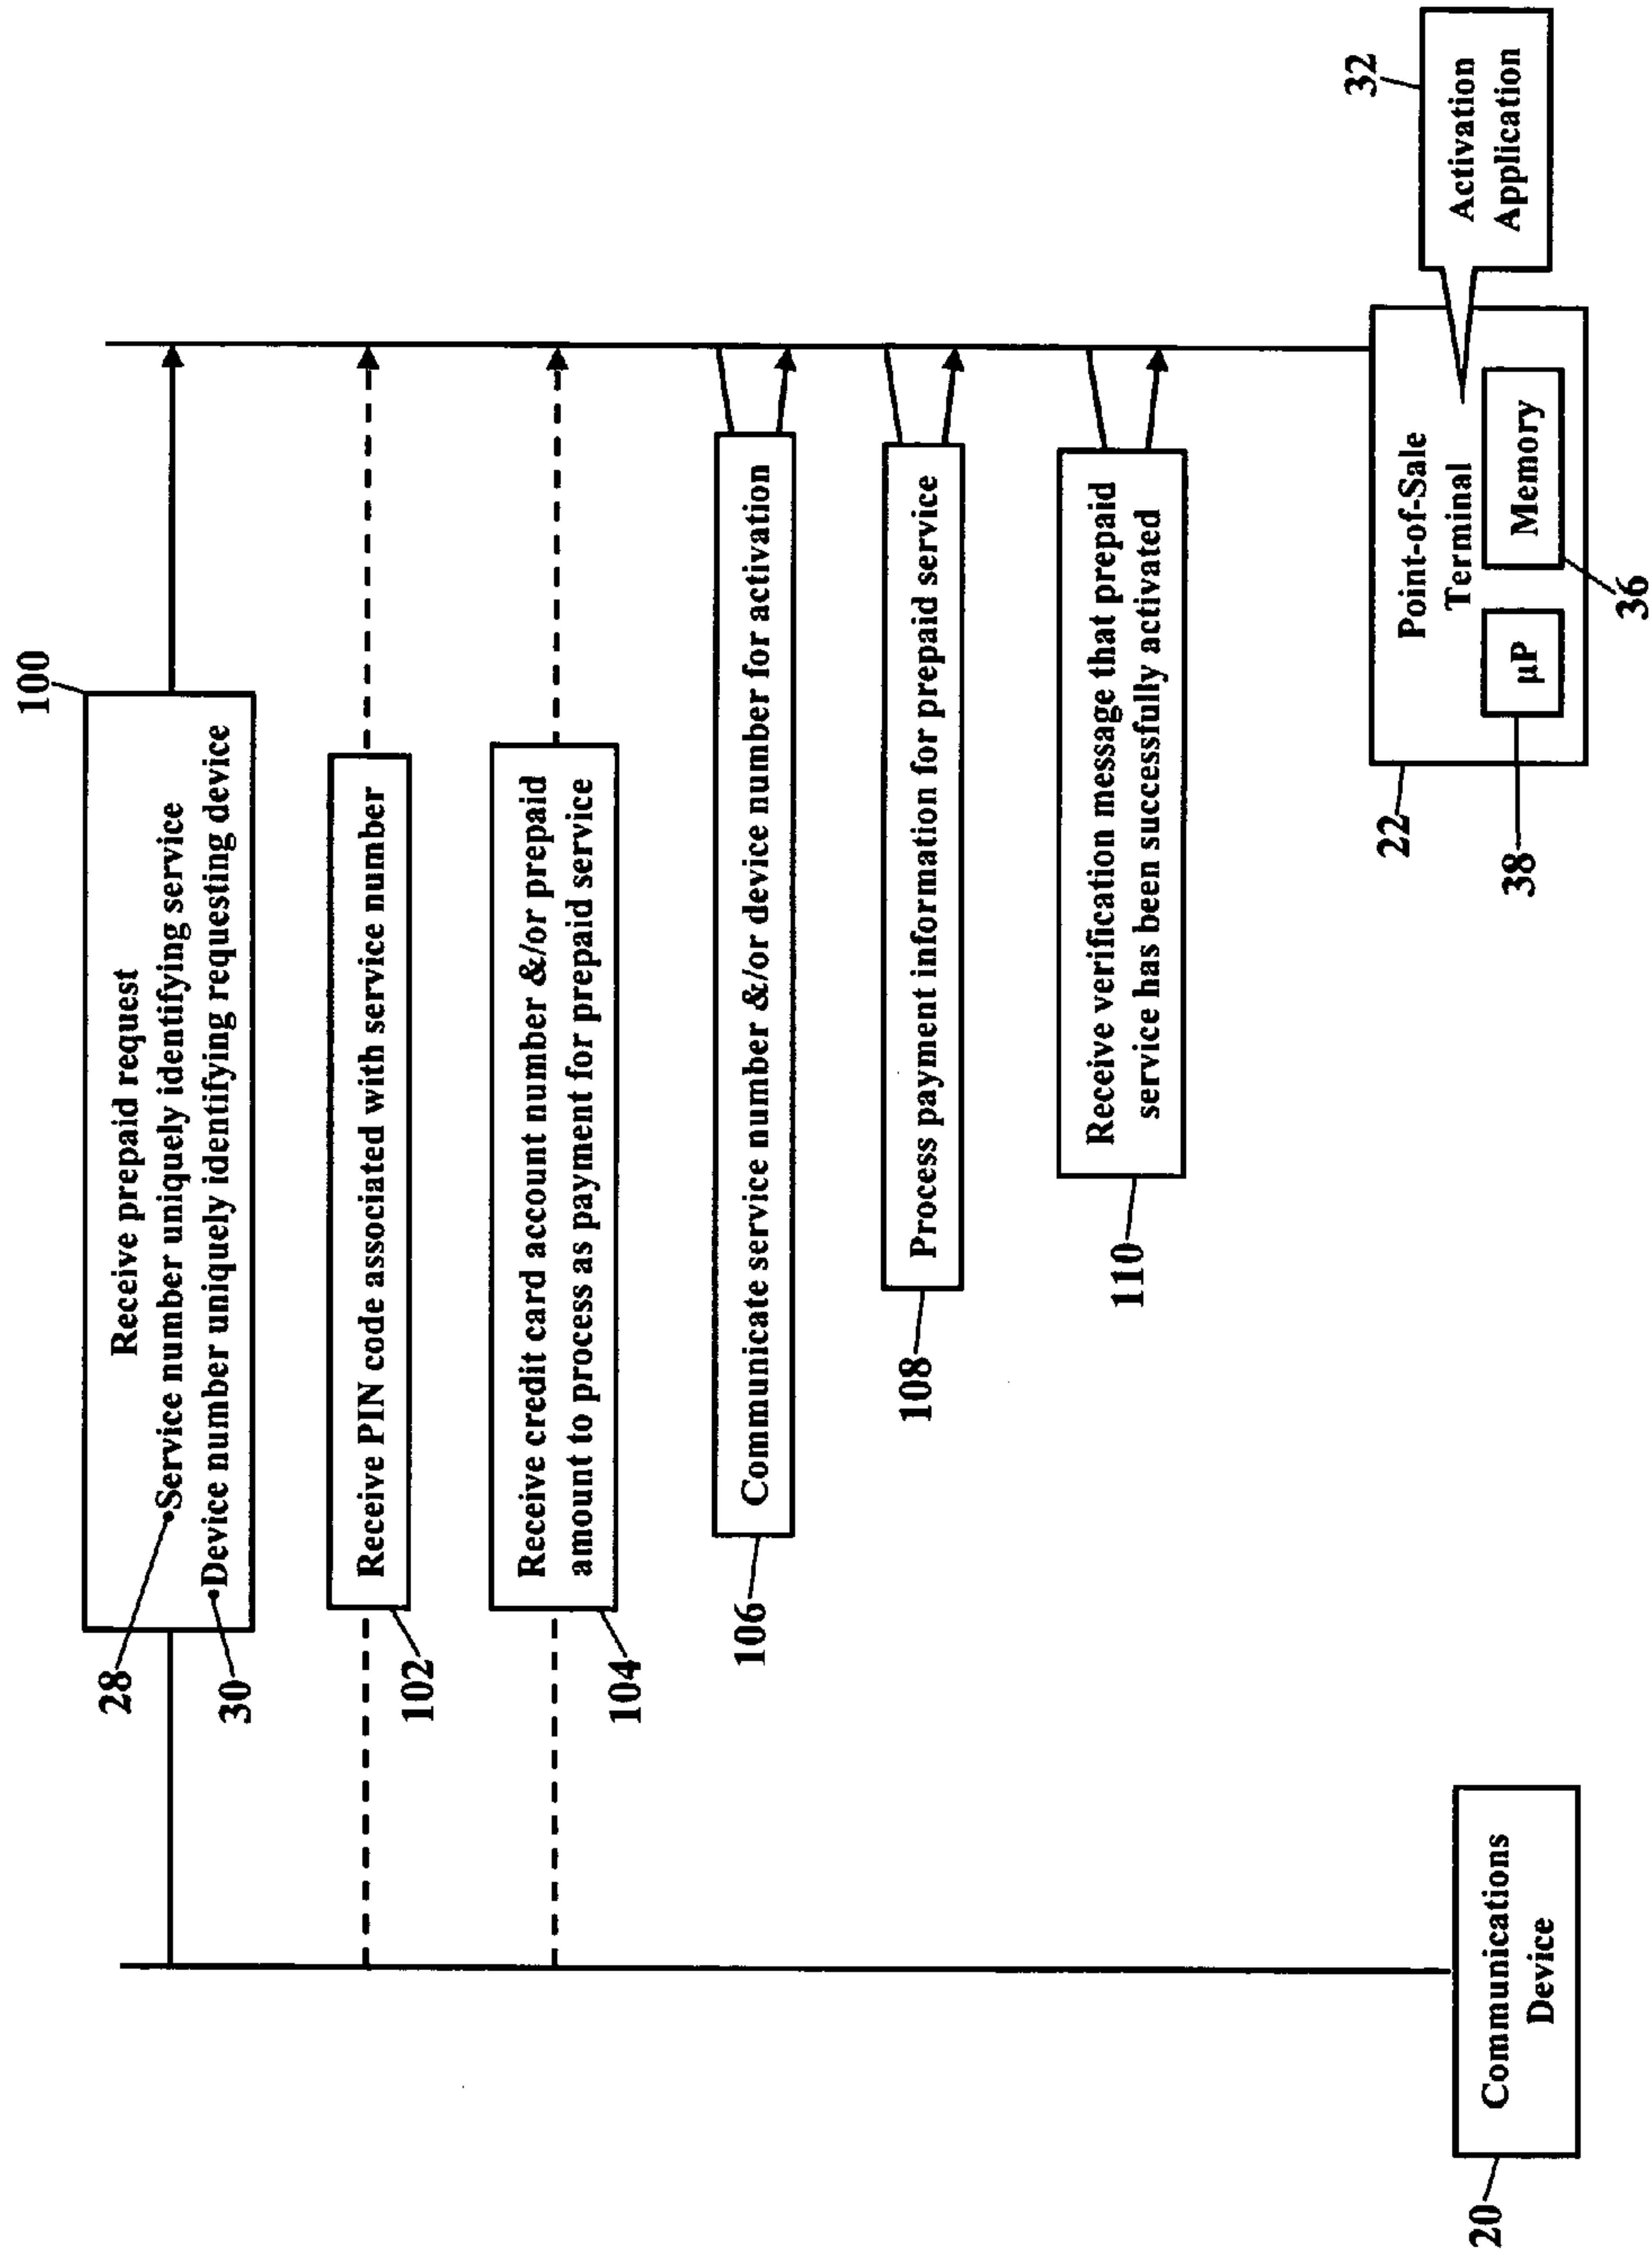 100
Receive prepaid request
28
•Service number uniquely identifying service
30
•Device number uniquely identifying requesting device
Receive PIN code associated with service number
102
Receive credit card account number &/or prepaid
amount to process as payment for prepaid service
104
Communicate service number &/or device number for activation
106
Process payment information for prepaid service
108
Receive verification message that prepaid
service has been successfully activated
110
32
Activation
Application
22
Point-of-Sale
Terminal
38
µP
Memory
36
20
Communications
Device